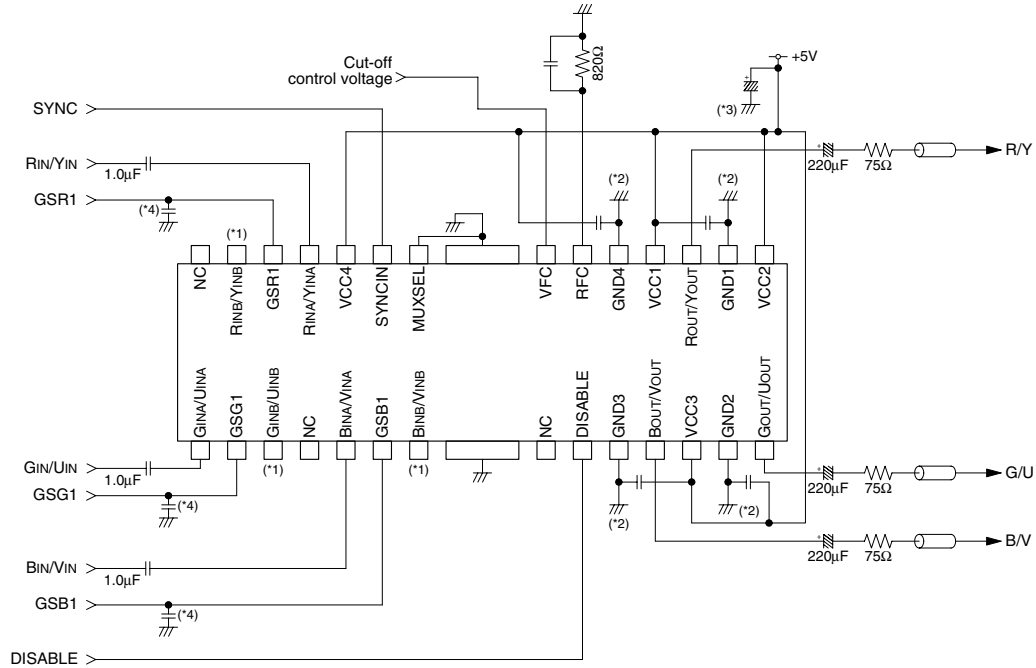 Cut-off
control voltage
820Ω
+5V
(*3)
SYNC
RIN/YIN
1.0μF
GSR1
(*4)
(*1)
(*2)
(*2)
220μF
75Ω
R/Y
NC
RINB/YINB
GSR1
RINA/YINA
VCC4
SYNCIN
MUXSEL
VFC
RFC
GND4
VCC1
ROUT/YOUT
GND1
VCC2
GINA/UINA
GSG1
GINB/UINB
NC
BINA/VINA
GSB1
BINB/VINB
NC
DISABLE
GND3
BOUT/VOUT
VCC3
GND2
GOUT/UOUT
GIN/UIN
1.0μF
GSG1
(*4)
(*1)
(*1)
(*2)
(*2)
220μF
75Ω
G/U
220μF
75Ω
B/V
BIN/VIN
1.0μF
GSB1
(*4)
DISABLE
+
+
+
+